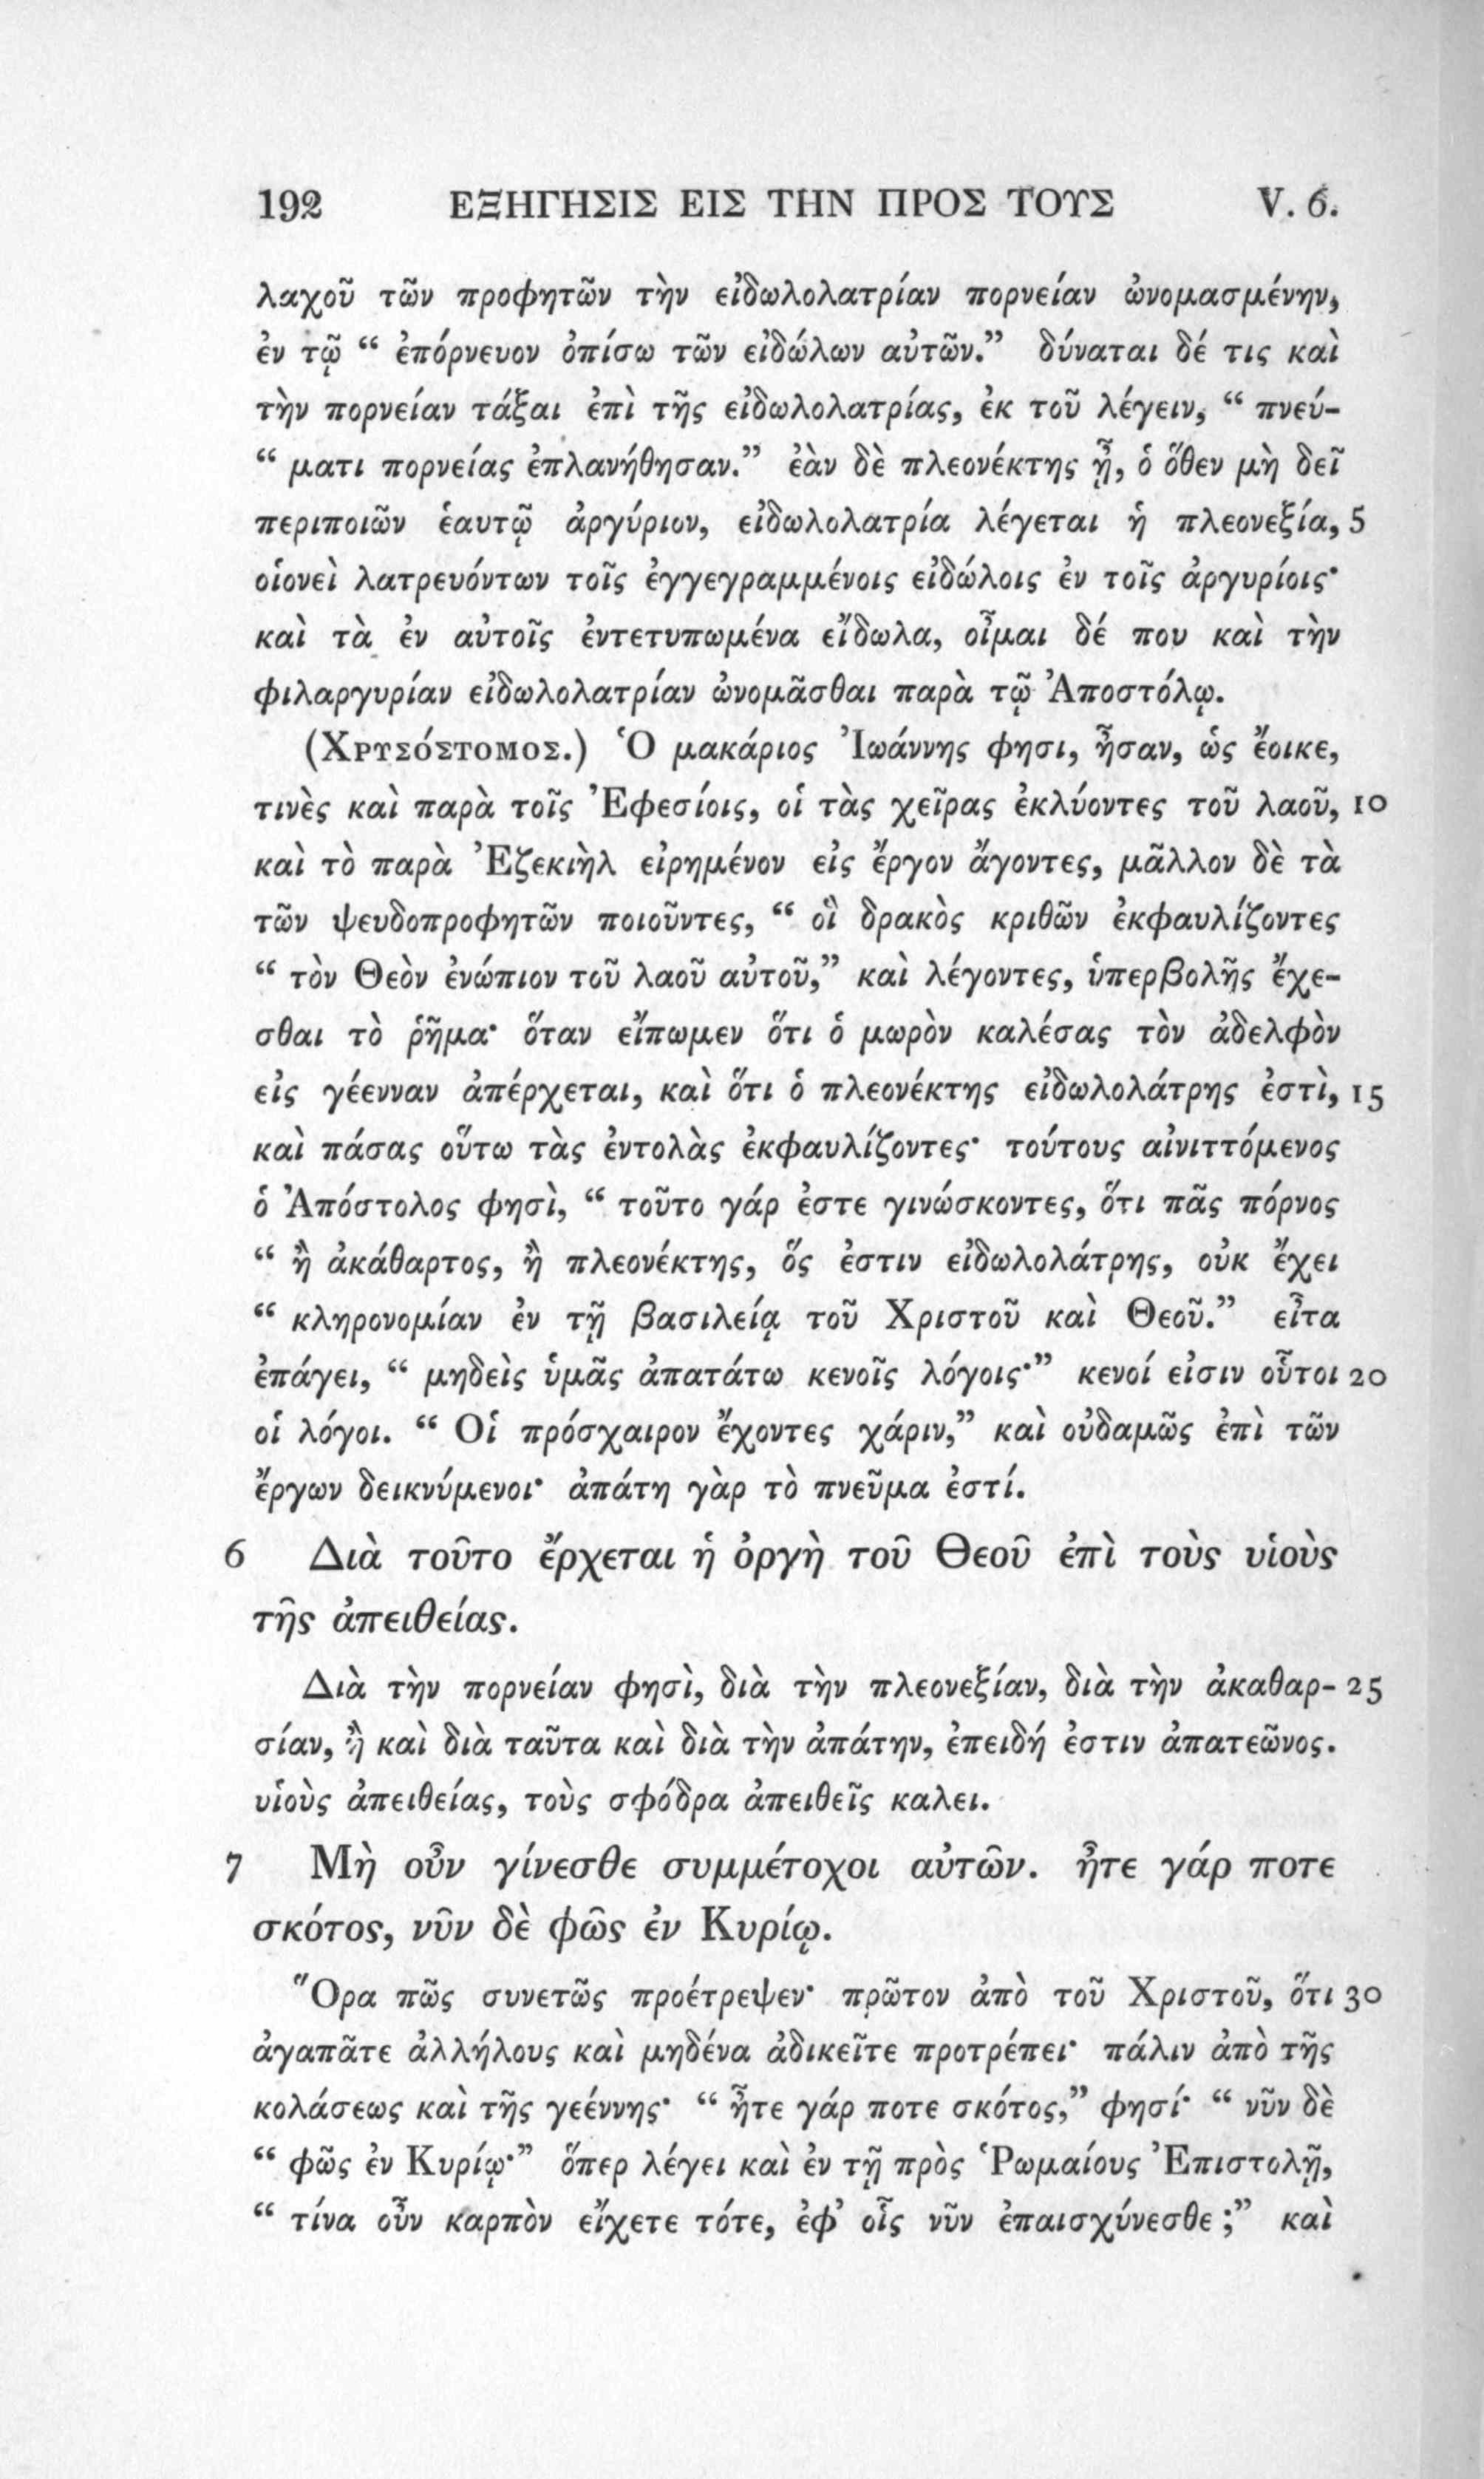 192 ΕΞΗΓΗΣΙΣ ΕΙΣ ΤΗΝ ΠΡΟΣ ΤΟΥΣ V. 6.
λαχοῦ τῶν προφητῶν τὴν εἰδωλολατρίαν πορνείαν ὠνομασμένην,
ἐν τῷ “ ἐπόρνευον ὀπίσω τῶν εἰδώλων αὐτῶν.” δύναται δέ τις καὶ
τὴν πορνείαν τάξαι ἐπὶ τῆς εἰδωλολατρίας, ἐκ τοῦ λέγειν, “ πνεύ-
“ ματι πορνείας ἐπλανήθησαν.” ἐὰν δὲ πλεονέκτης ᾖ, ὁ ὅθεν μὴ δεῖ
περιποιῶν ἑαυτῷ ἀργύριον, εἰδωλολατρία λέγεται ἡ πλεονεξία, 5
οἱονεὶ λατρευόντων τοῖς ἐγγεγραμμένοις εἰδώλοις ἐν τοῖς ἀργυρίοις·
καὶ τὰ ἐν αὐτοῖς ἐντετυπωμένα εἴδωλα, οἶμαι δέ που καὶ τὴν
φιλαργυρίαν εἰδωλολατρίαν ὠνομᾶσθαι παρὰ τῷ Ἀποστόλῳ.
(Χρυσόστομος.) Ὁ μακάριος Ἰωάννης φησι, ἦσαν, ὡς ἔοικε,
τινὲς καὶ παρὰ τοῖς Ἐφεσίοις, οἱ τὰς χεῖρας ἐκλύοντες τοῦ λαοῦ, 10
καὶ τὸ παρὰ Ἐζεκιὴλ εἰρημένον εἰς ἔργον ἄγοντες, μᾶλλον δὲ τὰ
τῶν ψευδοπροφητῶν ποιοῦντες, “ οἳ δρακὸς κριθῶν ἐκφαυλίζοντες
“ τὸν Θεὸν ἐνώπιον τοῦ λαοῦ αὐτοῦ,” καὶ λέγοντες, ὑπερβολῆς ἔχε-
σθαι τὸ ῥῆμα· ὅταν εἴπωμεν ὅτι ὁ μωρὸν καλέσας τὸν ἀδελφὸν
εἰς γέενναν ἀπέρχεται, καὶ ὅτι ὁ πλεονέκτης εἰδωλολάτρης ἐστὶ, 15
καὶ πάσας οὕτω τὰς ἐντολὰς ἐκφαυλίζοντες· τούτους αἰνιττόμενος
ὁ Ἀπόστολος φησὶ, “ τοῦτο γάρ ἐστε γινώσκοντες, ὅτι πᾶς πόρνος
“ ἢ ἀκάθαρτος, ἢ πλεονέκτης, ὅς ἐστιν εἰδωλολάτρης, οὐκ ἔχει
“ κληρονομίαν ἐν τῇ βασιλείᾳ τοῦ Χριστοῦ καὶ Θεοῦ.” εἶτα
ἐπάγει, “ μηδεὶς ὑμᾶς ἀπατάτω κενοῖς λόγοις·” κενοί εἰσιν οὗτοι 20
οἱ λόγοι. “ Οἱ πρόσχαιρον ἔχοντες χάριν,” καὶ οὐδαμῶς ἐπὶ τῶν
ἔργων δεικνύμενοι· ἀπάτη γὰρ τὸ πνεῦμα ἐστί.
6 Διὰ τοῦτο ἔρχεται ἡ ὀργὴ τοῦ Θεοῦ ἐπὶ τοὺς υἱοὺς
τῆς ἀπειθείας.
Διὰ τὴν πορνείαν φησὶ, διὰ τὴν πλεονεξίαν, διὰ τὴν ἀκαθαρ- 25
σίαν, ἢ καὶ διὰ ταῦτα καὶ διὰ τὴν ἀπάτην, ἐπειδή ἐστιν ἀπατεῶνος.
υἱοὺς ἀπειθείας, τοὺς σφόδρα ἀπειθεῖς καλει.
7 Μὴ οὖν γίνεσθε συμμέτοχοι αὐτῶν. ἦτε γάρ ποτε
σκότος, νῦν δὲ φῶς ἐν Κυρίῳ.
Ὅρα πῶς συνετῶς προέτρεψεν· πρῶτον ἀπὸ τοῦ Χριστοῦ, ὅτι 30
ἀγαπᾶτε ἀλλήλους καὶ μηδένα ἀδικεῖτε προτρέπει· πάλιν ἀπὸ τῆς
κολάσεως καὶ τῆς γεέννης· “ ἦτε γάρ ποτε σκότος,” φησί· “ νῦν δὲ
“ φῶς ἐν Κυρίῳ·” ὅπερ λέγει καὶ ἐν τῇ πρὸς Ῥωμαίους Ἐπιστολῇ,
“ τίνα οὖν καρπὸν εἴχετε τότε, ἐφ’ οἷς νῦν ἐπαισχύνεσθε ;” καὶ